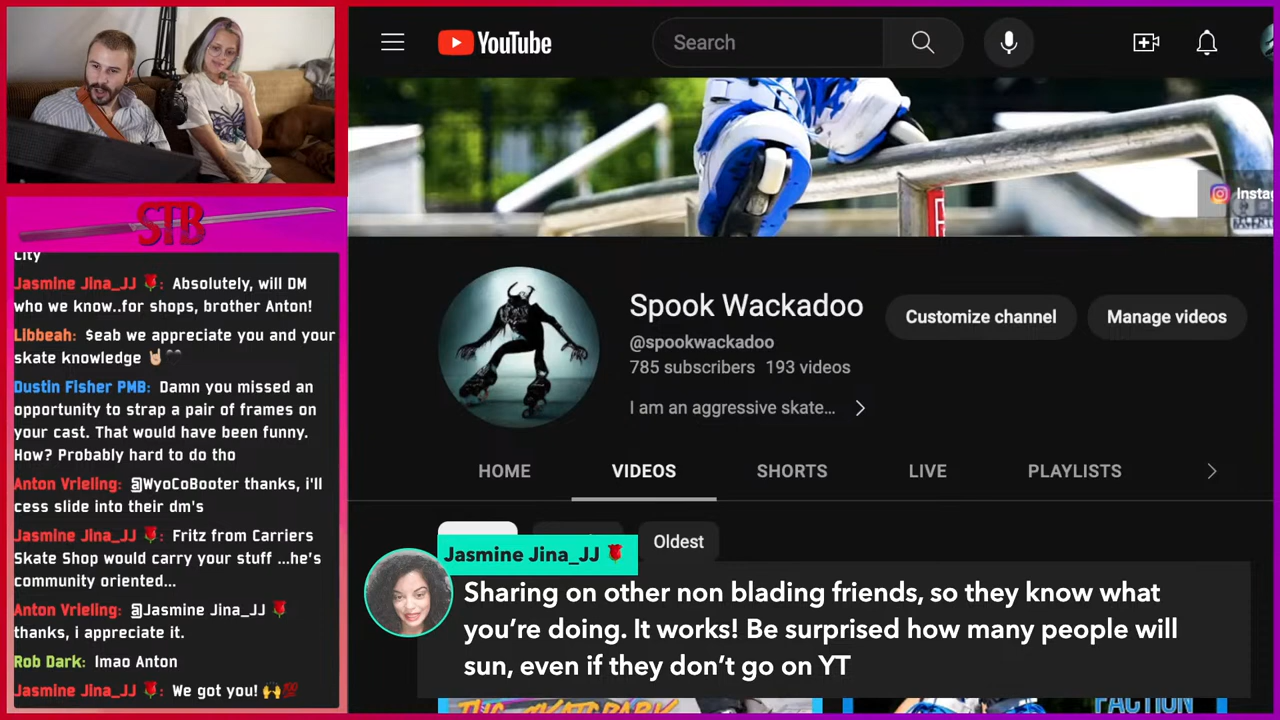 YouTube
Search
Insta
STB
City
Jasmine Jina_JJ 🌹: Absolutely, will DM
who we know..for shops, brother Anton!
Libbeah: $eab we appreciate you and your
skate knowledge 🤘🏼🖤
Dustin Fisher PMB: Damn you missed an
opportunity to strap a pair of frames on
your cast. That would have been funny.
How? Probably hard to do tho
Anton Vrieling: @WyoCoBooter thanks, i'll
cess slide into their dm's
Jasmine Jina_JJ 🌹: Fritz from Carriers
Skate Shop would carry your stuff ...he's
community oriented...
Anton Vrieling: @Jasmine Jina_JJ 🌹
thanks, i appreciate it.
Rob Dark: lmao Anton
Jasmine Jina_JJ 🌹: We got you! 🙌💯
Spook Wackadoo
@spookwackadoo
785 subscribers 193 videos
I am an aggressive skate...
Customize channel
Manage videos
HOME
VIDEOS
SHORTS
LIVE
PLAYLISTS
Oldest
Jasmine Jina_JJ 🌹
Sharing on other non blading friends, so they know what
you're doing. It works! Be surprised how many people will
sun, even if they don't go on YT